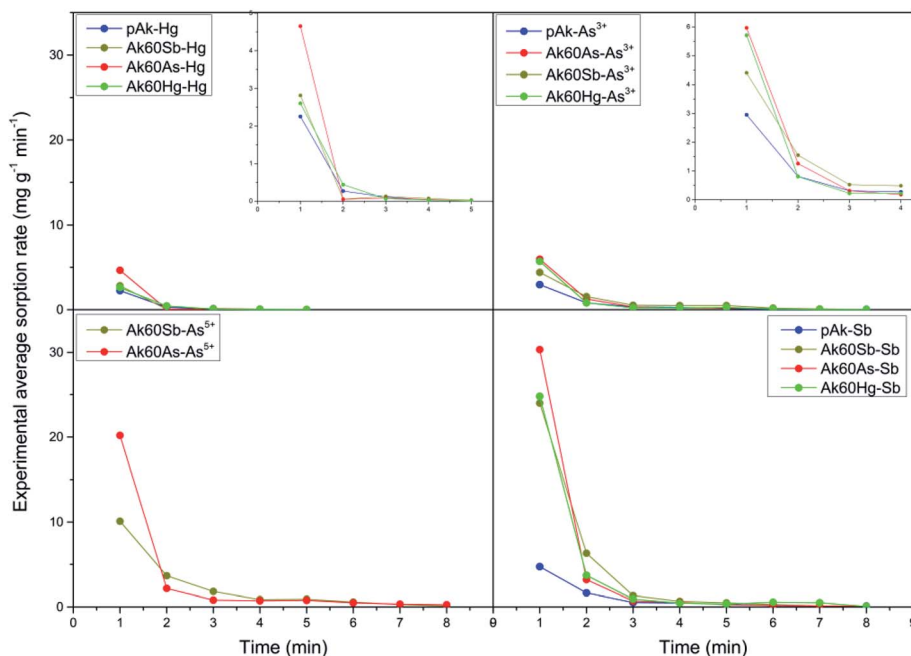 Experimental average sorption rate (mg g⁻¹ min⁻¹)
30
20
10
0
pAk-Hg
Ak60Sb-Hg
Ak60As-Hg
Ak60Hg-Hg
5
4
3
2
1
0
0 1 2 3 4 5
pAk-As³⁺
Ak60As-As³⁺
Ak60Sb-As³⁺
Ak60Hg-As³⁺
6
5
4
3
2
1
0
0 1 2 3 4
30
20
10
0
Ak60Sb-As⁵⁺
Ak60As-As⁵⁺
0 1 2 3 4 5 6 7 8
Time (min)
pAk-Sb
Ak60Sb-Sb
Ak60As-Sb
Ak60Hg-Sb
1 2 3 4 5 6 7 8
Time (min)